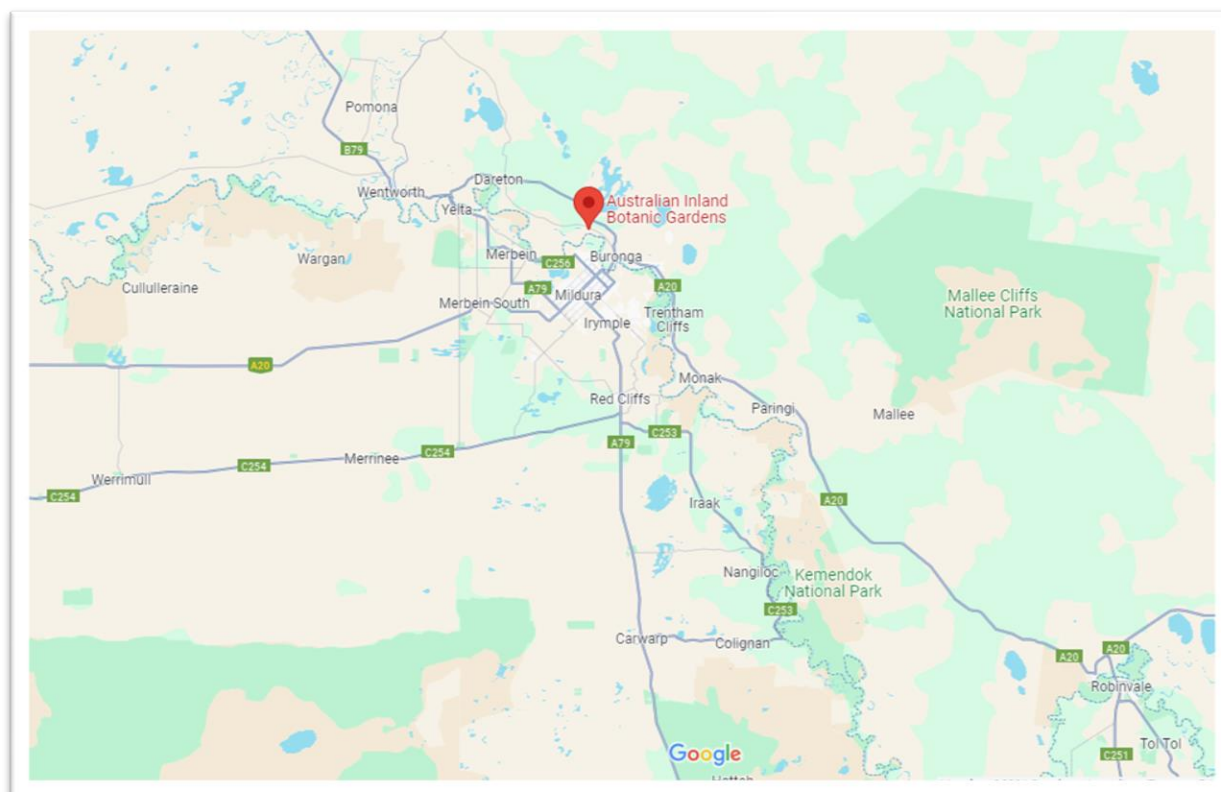 Pomona
B79
Dareton
Wentworth
Yelta
Australian Inland
Botanic Gardens
Merbein
C256
Buronga
Wargan
Cullulleraine
A79
Mildura
A20
Mallee Cliffs
National Park
Merbein South
Trentham
Cliffs
Irymple
A20
Monak
Red Cliffs
Paringi
Mallee
C253
A79
Merrinee
C254
C254
Werrimull
C254
A20
Iraak
Nangiloc
Kemendok
National Park
C253
Carwarp
Colignan
A20
A20
Robinvale
Google
Tol Tol
C251